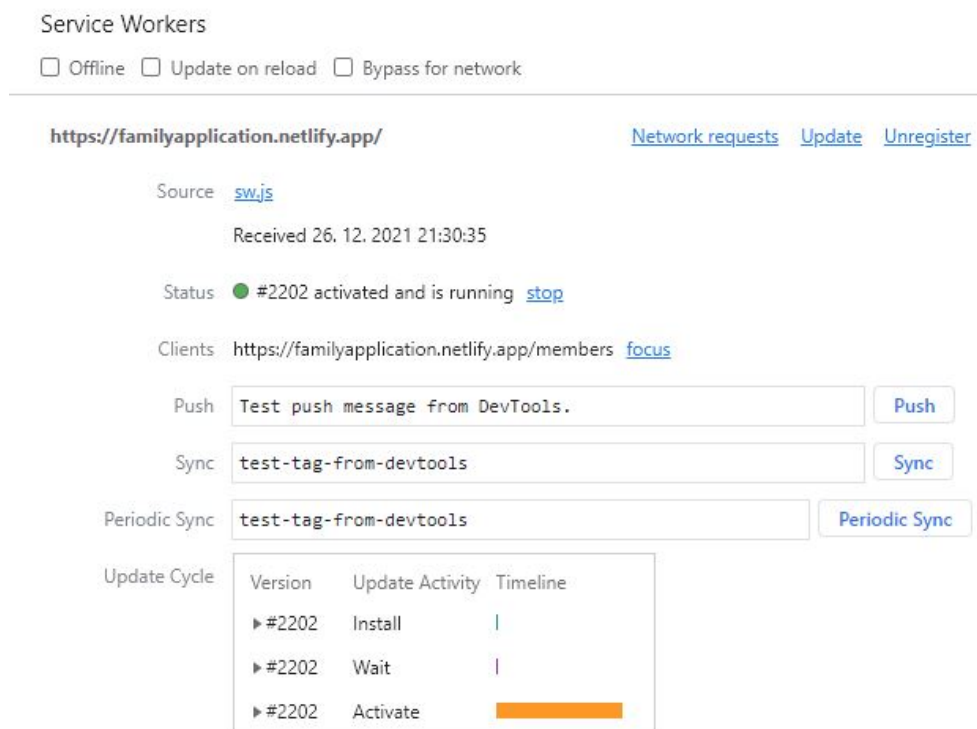 Service Workers
Offline Update on reload Bypass for network
https://familyapplication.netlify.app/ Network requests Update Unregister
Source sw.js
Received 26. 12. 2021 21:30:35
Status #2202 activated and is running stop
Clients https://familyapplication.netlify.app/members focus
Push Test push message from DevTools. Push
Sync test-tag-from-devtools Sync
Periodic Sync test-tag-from-devtools Periodic Sync
Update Cycle Version Update Activity Timeline
#2202 Install
#2202 Wait
#2202 Activate